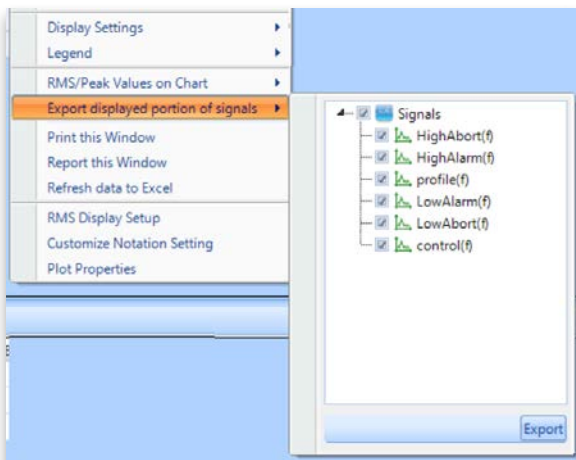 Display Settings
Legend
RMS/Peak Values on Chart
Export displayed portion of signals
Print this Window
Report this Window
Refresh data to Excel
RMS Display Setup
Customize Notation Setting
Plot Properties
Signals
HighAbort(f)
HighAlarm(f)
profile(f)
LowAlarm(f)
LowAbort(f)
control(f)
Export